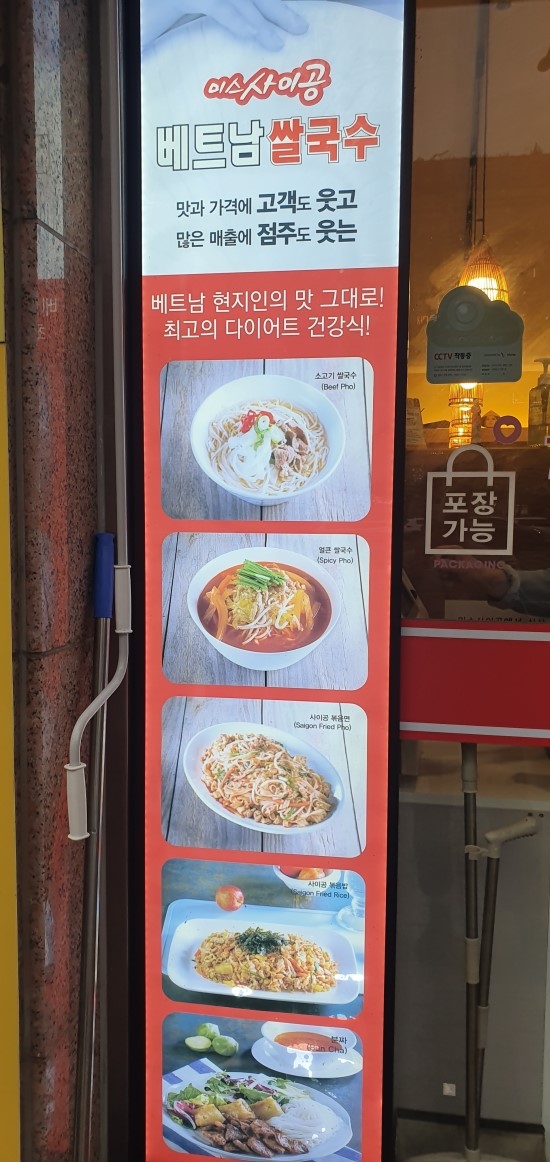 미스사이공
베트남쌀국수
맛과 가격에 고객도 웃고
많은 매출에 점주도 웃는
베트남 현지인의 맛 그대로!
최고의 다이어트 건강식!
소고기 쌀국수
(Beef Pho)
얼큰 쌀국수
(Spicy Pho)
사이공 볶음면
(Saigon Fried Pho)
사이공 볶음밥
(Saigon Fried Rice)
분짜
(Bun Cha)
CCTV 작동중
포장
가능
PACKAGING